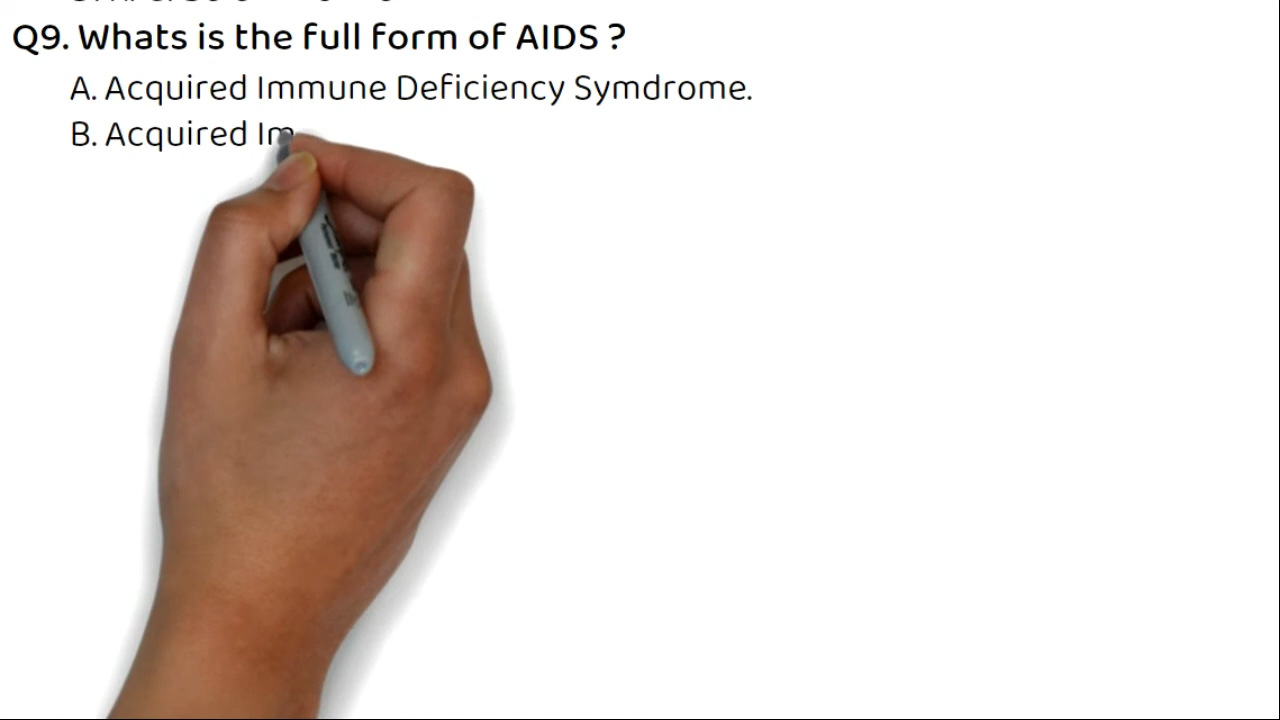 Q9. Whats is the full form of AIDS ?
A. Acquired Immune Deficiency Symdrome.
B. Acquired Im